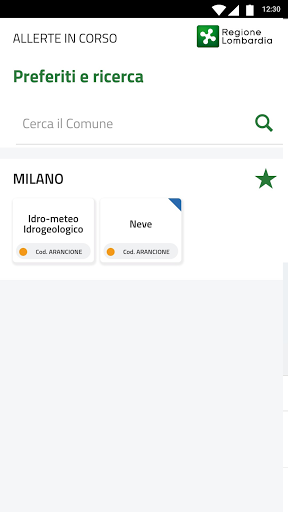 12:30
ALLERTE IN CORSO
Regione
Lombardia
Preferiti e ricerca
Cerca il Comune
MILANO
Idro-meteo
Idrogeologico
Cod. ARANCIONE
Neve
Cod. ARANCIONE